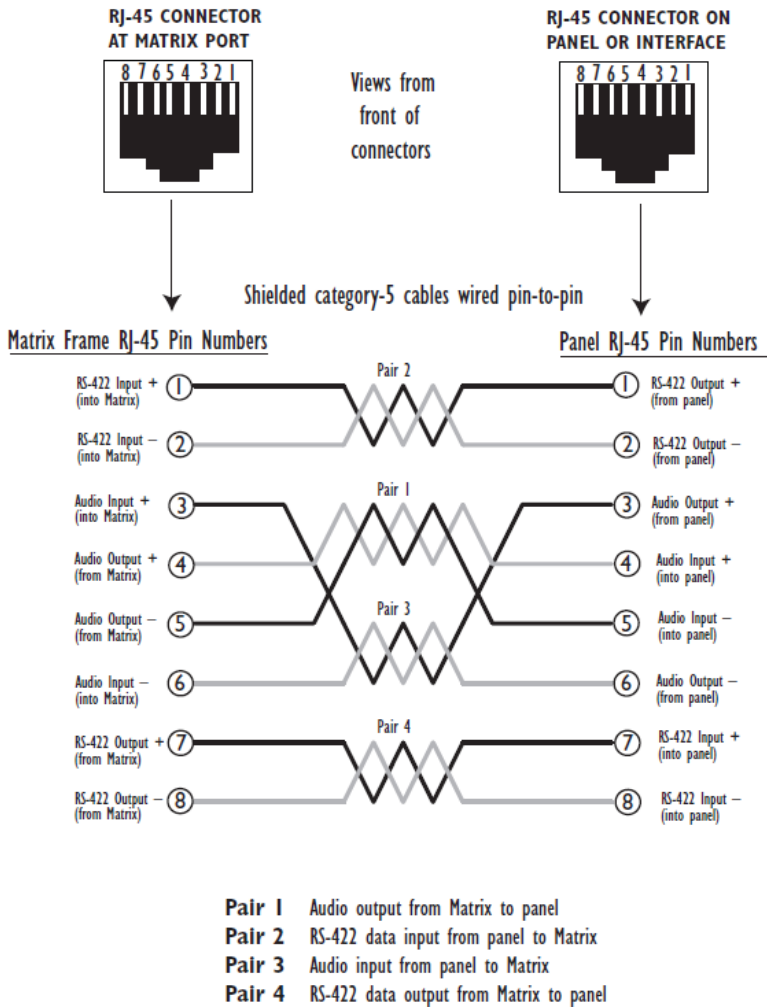 RJ-45 CONNECTOR
AT MATRIX PORT
8 7 6 5 4 3 2 1
Views from
front of
connectors
RJ-45 CONNECTOR ON
PANEL OR INTERFACE
8 7 6 5 4 3 2 1
Shielded category-5 cables wired pin-to-pin
Matrix Frame RJ-45 Pin Numbers
Panel RJ-45 Pin Numbers
RS-422 Input +
(into Matrix)
1
Pair 2
1
RS-422 Output +
(from panel)
RS-422 Input –
(into Matrix)
2
2
RS-422 Output –
(from panel)
Audio Input +
(into Matrix)
3
Pair 1
3
Audio Output +
(from panel)
Audio Output +
(from Matrix)
4
4
Audio Input +
(into panel)
Audio Output –
(from Matrix)
5
Pair 3
5
Audio Input –
(into panel)
Audio Input –
(into Matrix)
6
6
Audio Output –
(from panel)
RS-422 Output +
(from Matrix)
7
Pair 4
7
RS-422 Input +
(into panel)
RS-422 Output –
(from Matrix)
8
8
RS-422 Input –
(into panel)
Pair 1 Audio output from Matrix to panel
Pair 2 RS-422 data input from panel to Matrix
Pair 3 Audio input from panel to Matrix
Pair 4 RS-422 data output from Matrix to panel